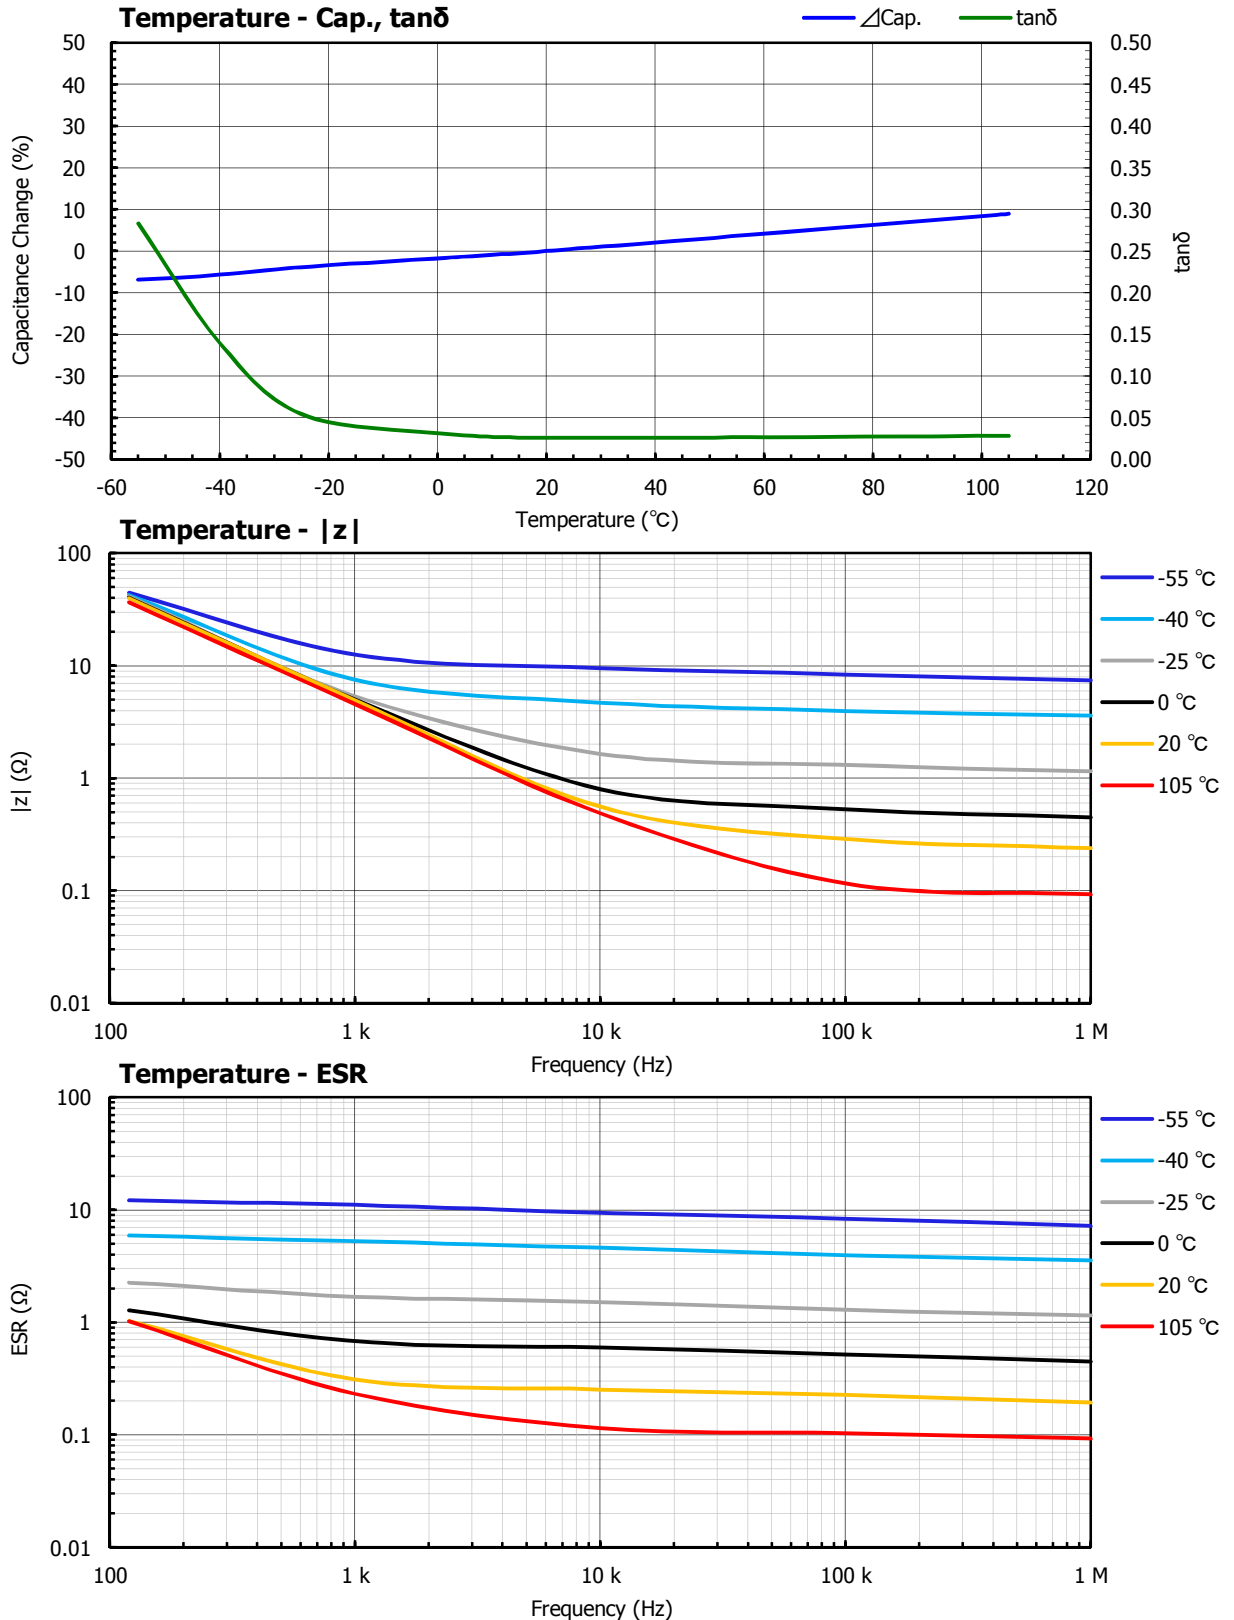 Temperature - Cap., tanδ
⊿Cap.
tanδ
50
40
30
20
10
0
-10
-20
-30
-40
-50
Capacitance Change (%)
0.50
0.45
0.40
0.35
0.30
0.25
0.20
0.15
0.10
0.05
0.00
tanδ
-60 -40 -20 0 20 40 60 80 100 120
Temperature (℃)
Temperature - |z|
100
10
1
0.1
0.01
|z| (Ω)
100 1 k 10 k 100 k 1 M
Frequency (Hz)
-55 ℃
-40 ℃
-25 ℃
0 ℃
20 ℃
105 ℃
Temperature - ESR
100
10
1
0.1
0.01
ESR (Ω)
100 1 k 10 k 100 k 1 M
Frequency (Hz)
-55 ℃
-40 ℃
-25 ℃
0 ℃
20 ℃
105 ℃